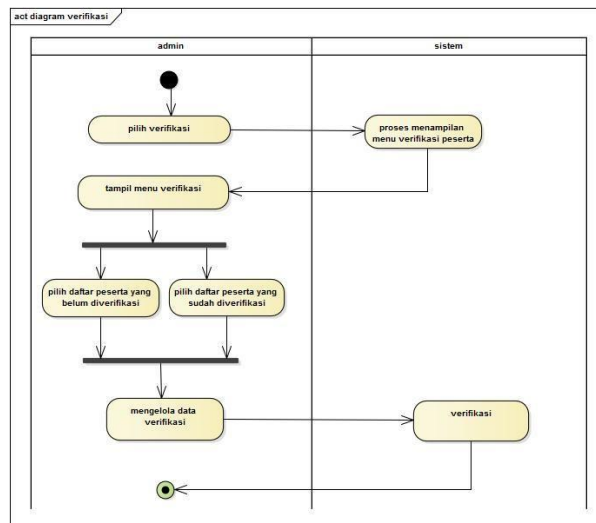 act diagram verifikasi
admin
sistem
pilih verifikasi
proses menampilan
menu verifikasi peserta
tampil menu verifikasi
pilih daftar peserta yang
belum diverifikasi
pilih daftar peserta yang
sudah diverifikasi
mengelola data
verifikasi
verifikasi